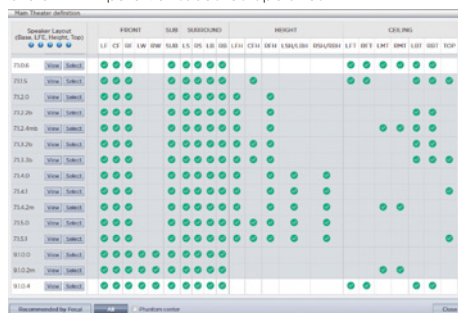 Main Theater definition
Speaker Layout FRONT SUB SURROUND HEIGHT CEILING
(Base, LFE, Height, Top)
LF CF RF LW RW SUB LS RS LB RB LFH CFH RFH LSH/LRH RSH/RRH LFT RFT LMT RMT LBT RBT TOP
7.1.0.6 View Select
7.1.1.5 View Select
7.1.2.0 View Select
7.1.2.2b View Select
7.1.2.4mb View Select
7.1.3.2b View Select
7.1.3.3b View Select
7.1.4.0 View Select
7.1.4.1 View Select
7.1.4.2m View Select
7.1.5.0 View Select
7.1.5.1 View Select
9.1.0.0 View Select
9.1.0.2m View Select
9.1.0.4 View Select
Recommended by Focal All Phantom center Close